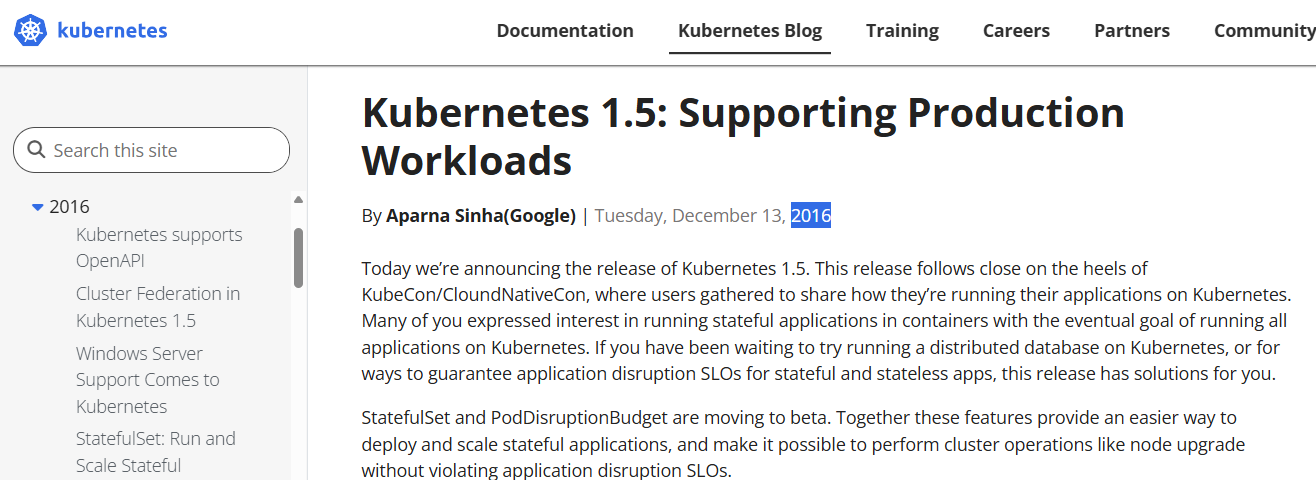 kubernetes
Documentation
Kubernetes Blog
Training
Careers
Partners
Community
Search this site
2016
Kubernetes supports
OpenAPI
Cluster Federation in
Kubernetes 1.5
Windows Server
Support Comes to
Kubernetes
StatefulSet: Run and
Scale Stateful
Kubernetes 1.5: Supporting Production
Workloads
By Aparna Sinha(Google) | Tuesday, December 13, 2016
Today we’re announcing the release of Kubernetes 1.5. This release follows close on the heels of
KubeCon/CloundNativeCon, where users gathered to share how they’re running their applications on Kubernetes.
Many of you expressed interest in running stateful applications in containers with the eventual goal of running all
applications on Kubernetes. If you have been waiting to try running a distributed database on Kubernetes, or for
ways to guarantee application disruption SLOs for stateful and stateless apps, this release has solutions for you.
StatefulSet and PodDisruptionBudget are moving to beta. Together these features provide an easier way to
deploy and scale stateful applications, and make it possible to perform cluster operations like node upgrade
without violating application disruption SLOs.